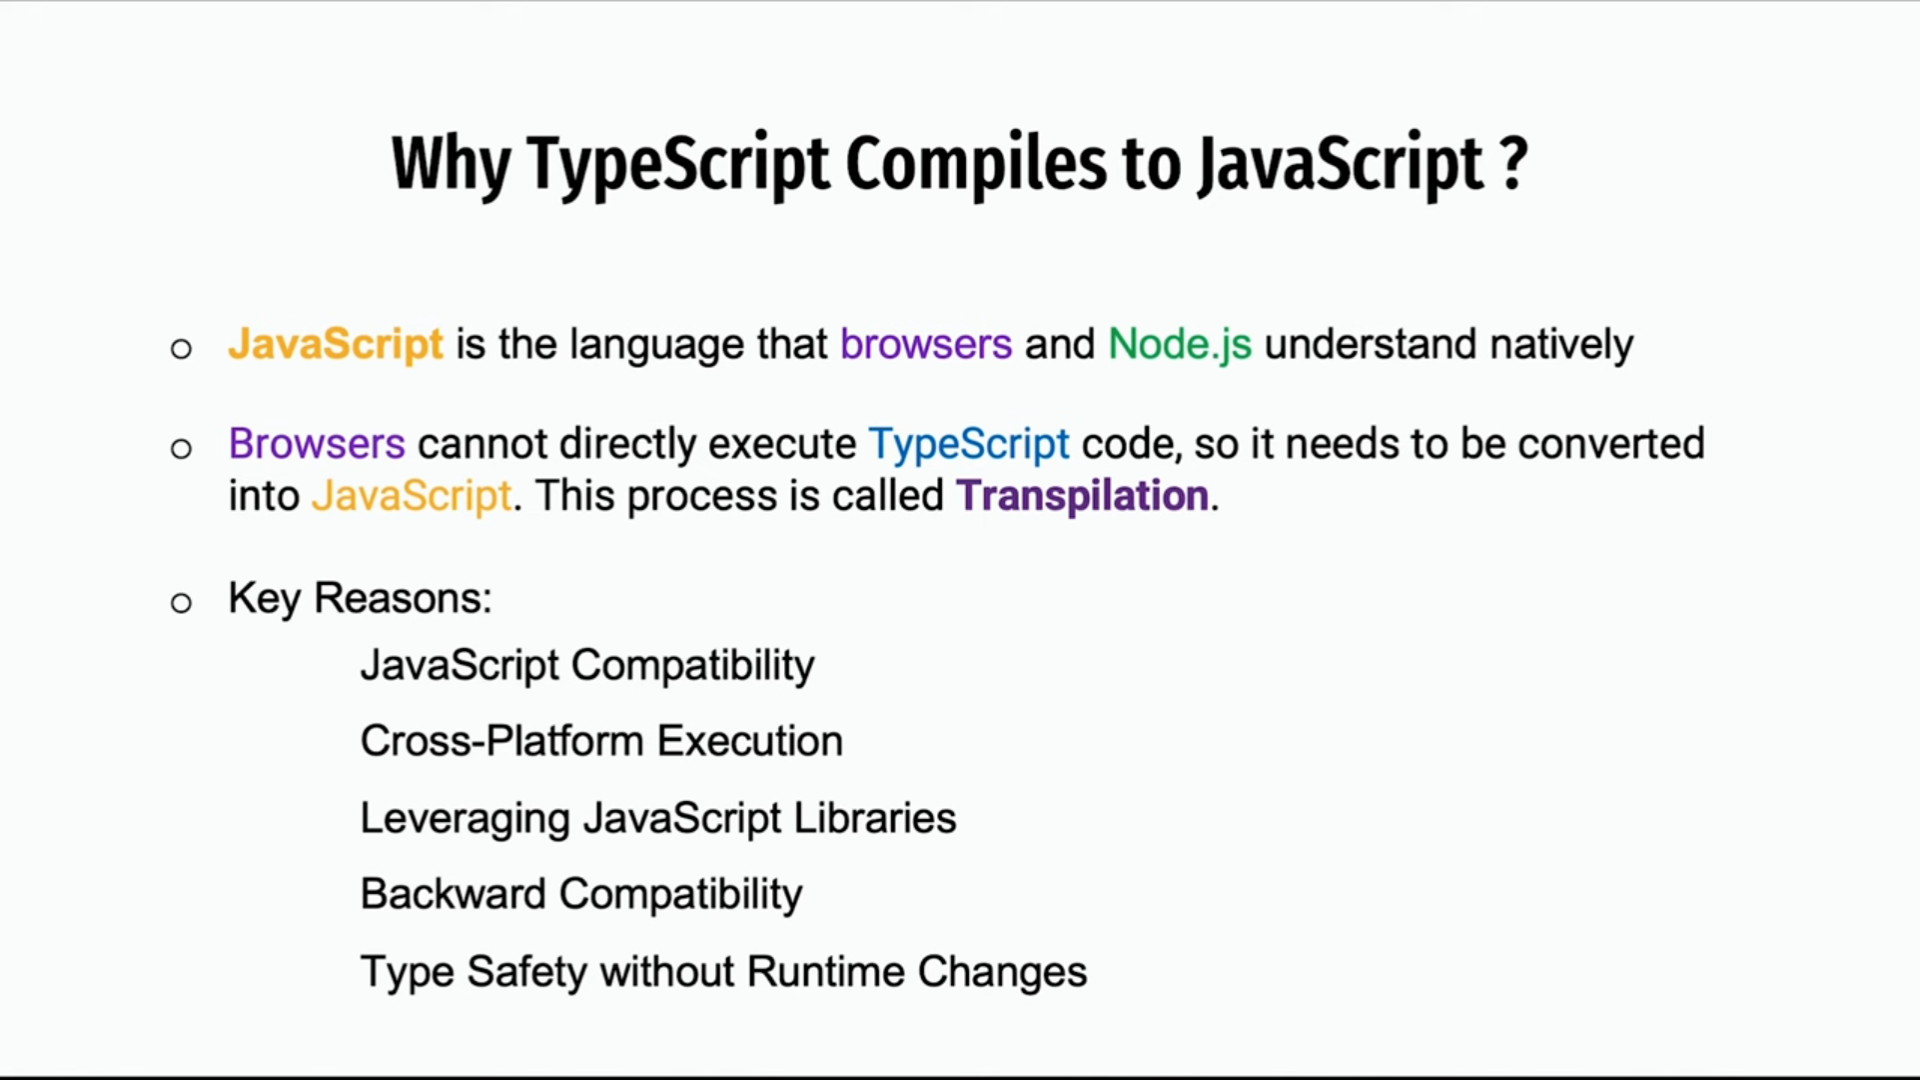 Why TypeScript Compiles to JavaScript ?
JavaScript is the language that browsers and Node.js understand natively
Browsers cannot directly execute TypeScript code, so it needs to be converted
into JavaScript. This process is called Transpilation.
Key Reasons:
JavaScript Compatibility
Cross-Platform Execution
Leveraging JavaScript Libraries
Backward Compatibility
Type Safety without Runtime Changes